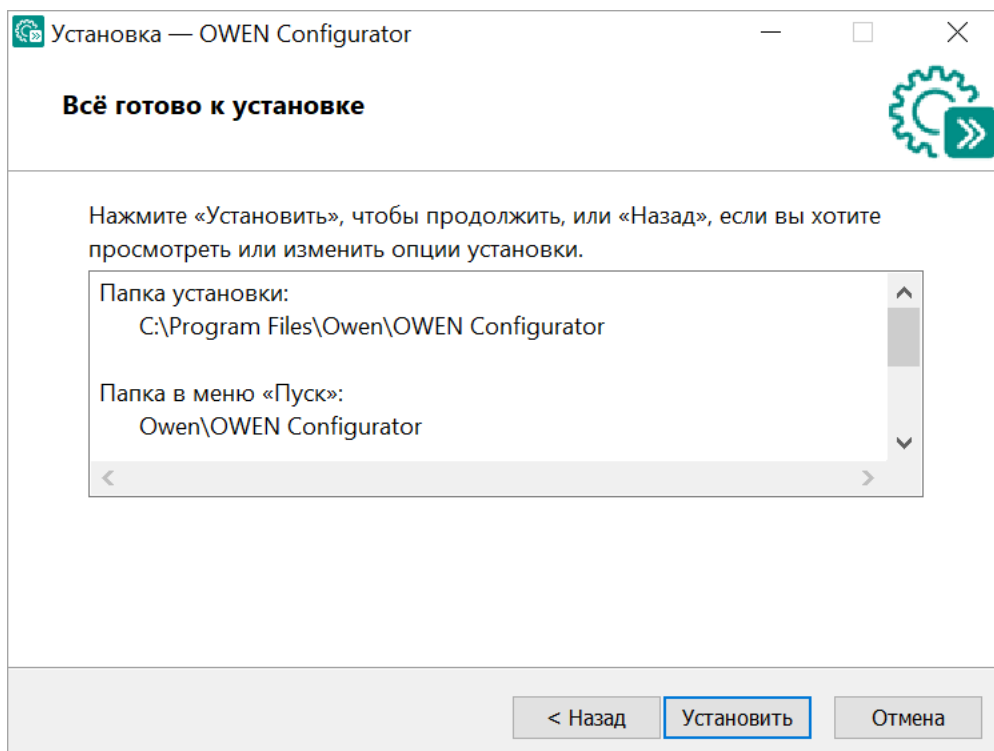 Установка — OWEN Configurator
Всё готово к установке
Нажмите «Установить», чтобы продолжить, или «Назад», если вы хотите
просмотреть или изменить опции установки.
Папка установки:
C:\Program Files\Owen\OWEN Configurator
Папка в меню «Пуск»:
Owen\OWEN Configurator
< Назад
Установить
Отмена